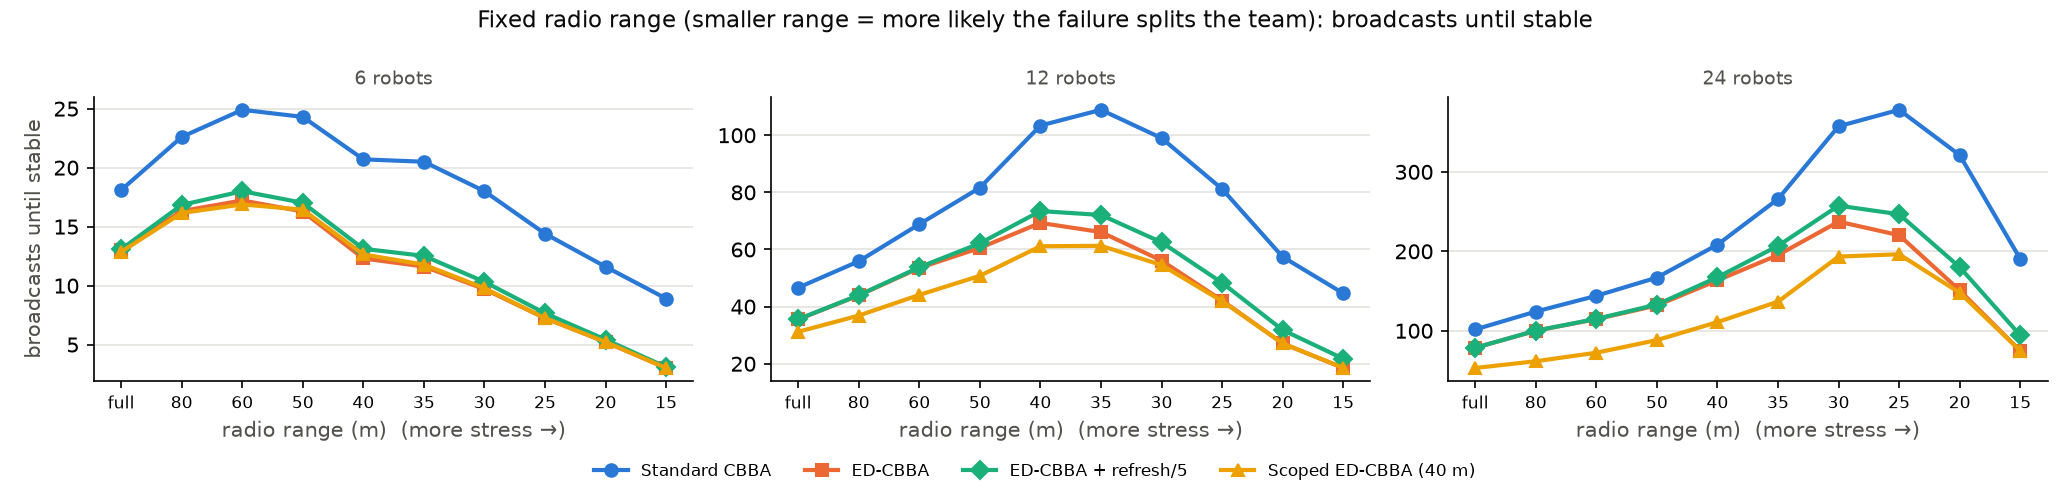 Fixed radio range (smaller range = more likely the failure splits the team): broadcasts until stable
6 robots
broadcasts until stable
25
20
15
10
5
full 80 60 50 40 35 30 25 20 15
radio range (m) (more stress →)
12 robots
100
80
60
40
20
full 80 60 50 40 35 30 25 20 15
radio range (m) (more stress →)
24 robots
300
200
100
full 80 60 50 40 35 30 25 20 15
radio range (m) (more stress →)
Standard CBBA ED-CBBA ED-CBBA + refresh/5 Scoped ED-CBBA (40 m)